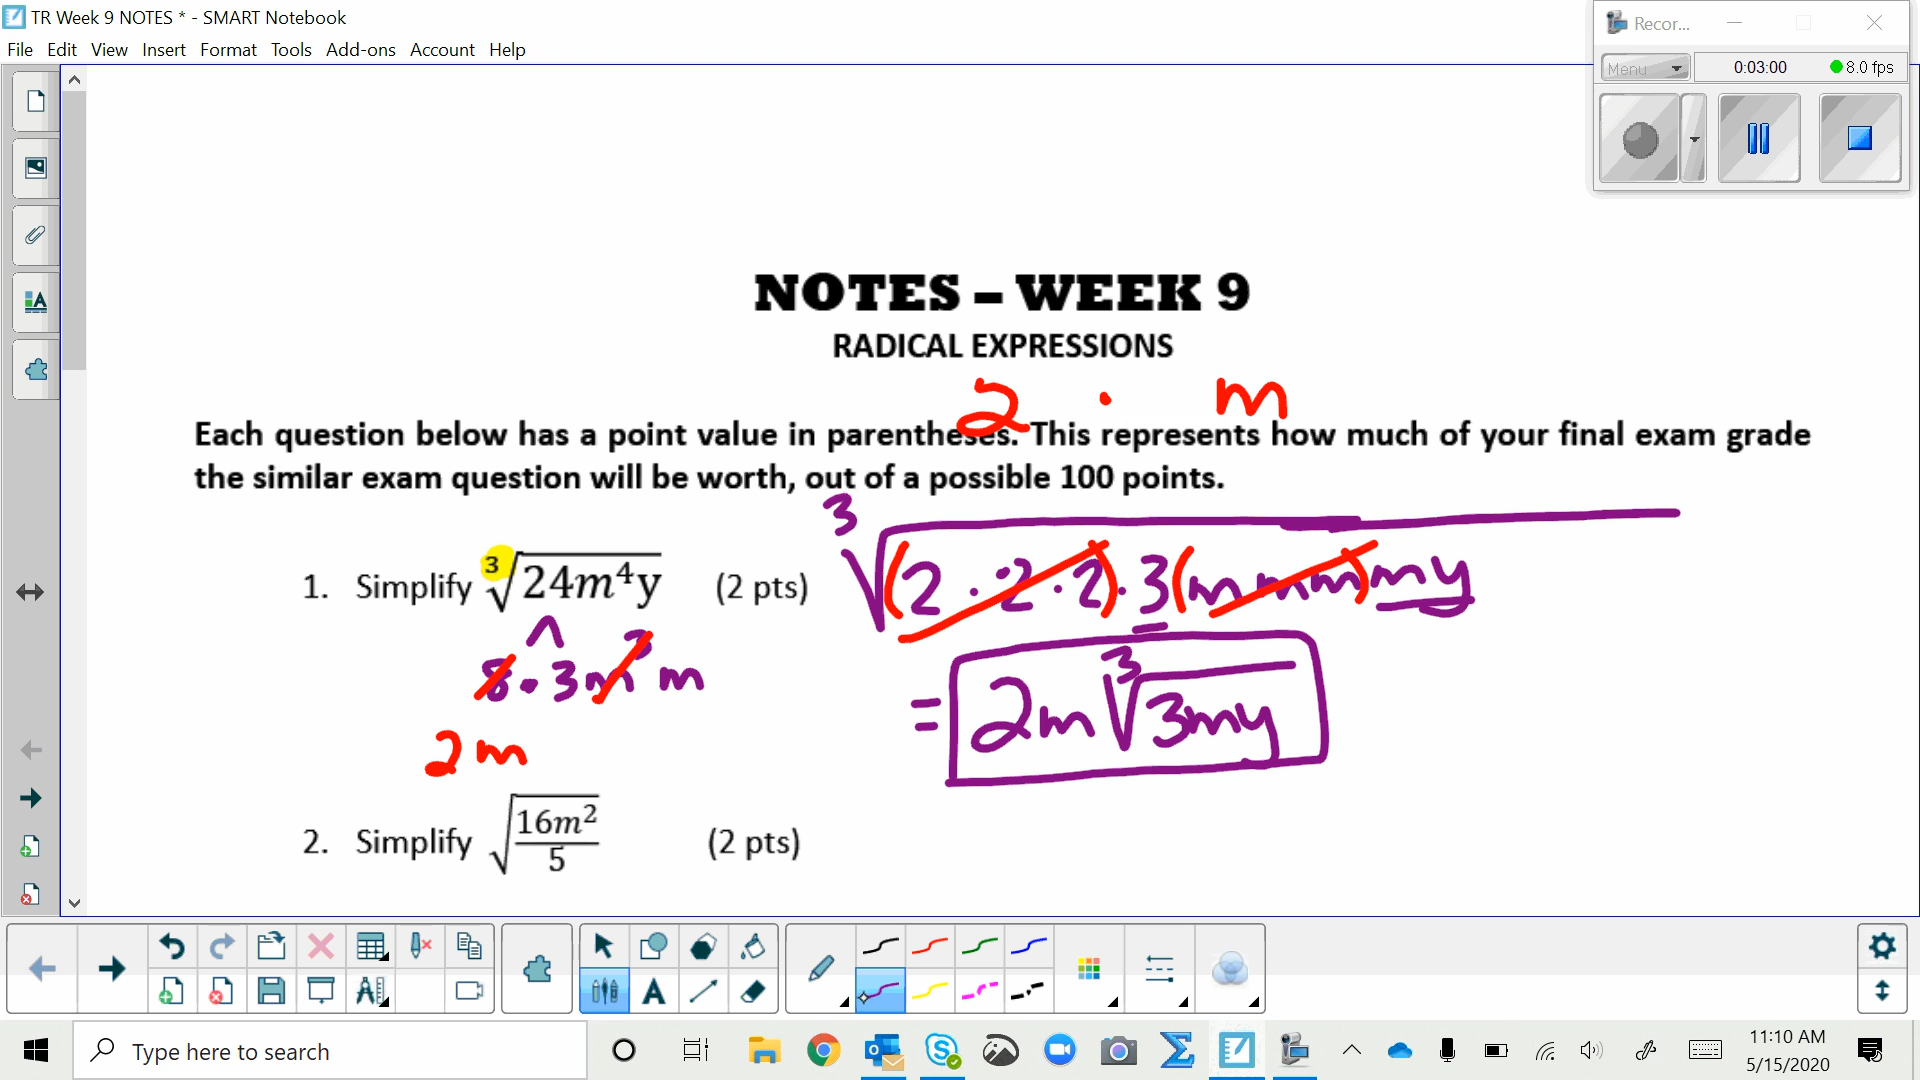 TR Week 9 NOTES * - SMART Notebook
File Edit View Insert Format Tools Add-ons Account Help
Recor...
Menu 0:03:00 8.0 fps
NOTES – WEEK 9
RADICAL EXPRESSIONS
2 · m
Each question below has a point value in parentheses. This represents how much of your final exam grade
the similar exam question will be worth, out of a possible 100 points.
1. Simplify ∛(24m⁴y) (2 pts)
∛(2 · 2 · 2) · 3(m m m)my
8 · 3m³ m
= 2m∛3my
2m
2. Simplify √(16m²/5) (2 pts)
Type here to search
11:10 AM
5/15/2020